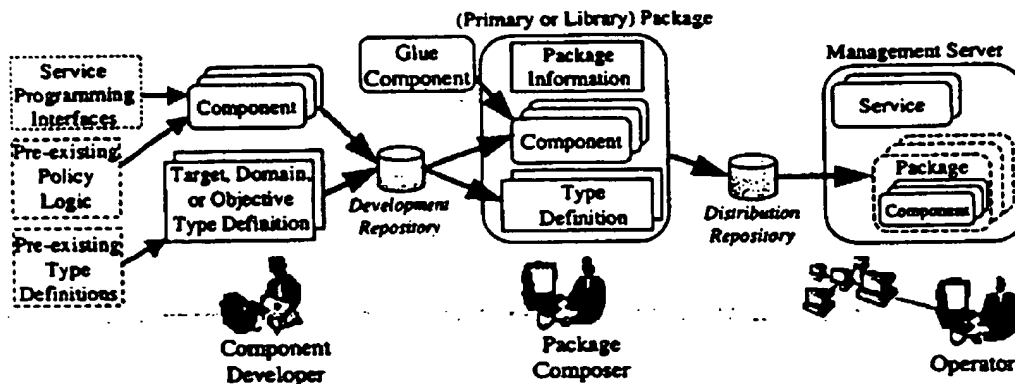 (Primary or Library) Package
Glue
Component
Package
Information
Management Server
Service
Programming
Interfaces
Component
Component
Service
Pre-existing
Policy
Logic
Target, Domain,
or Objective
Type Definition
Development
Repository
Type
Definition
Distribution
Repository
Package
Component
Pre-existing
Type
Definitions
Component
Developer
Package
Composer
Operator